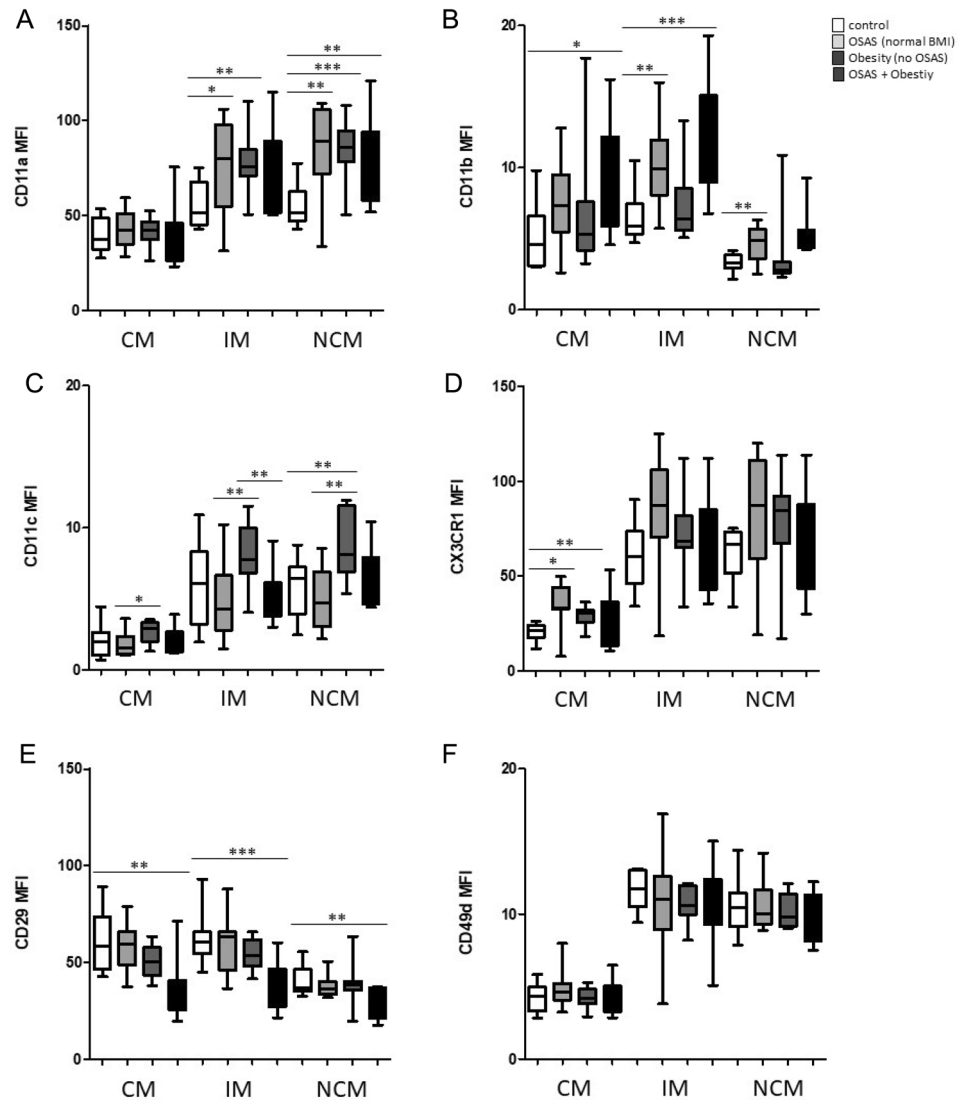 A
150
100
50
0
CD11a MFI
**
*
**
***
**
CM IM NCM
B
20
10
0
CD11b MFI
*
**
***
**
CM IM NCM
control
OSAS (normal BMI)
Obesity (no OSAS)
OSAS + Obestiy
C
20
10
0
CD11c MFI
*
**
**
**
**
CM IM NCM
D
150
100
50
0
CX3CR1 MFI
**
*
CM IM NCM
E
150
100
50
0
CD29 MFI
**
***
**
CM IM NCM
F
20
10
0
CD49d MFI
CM IM NCM